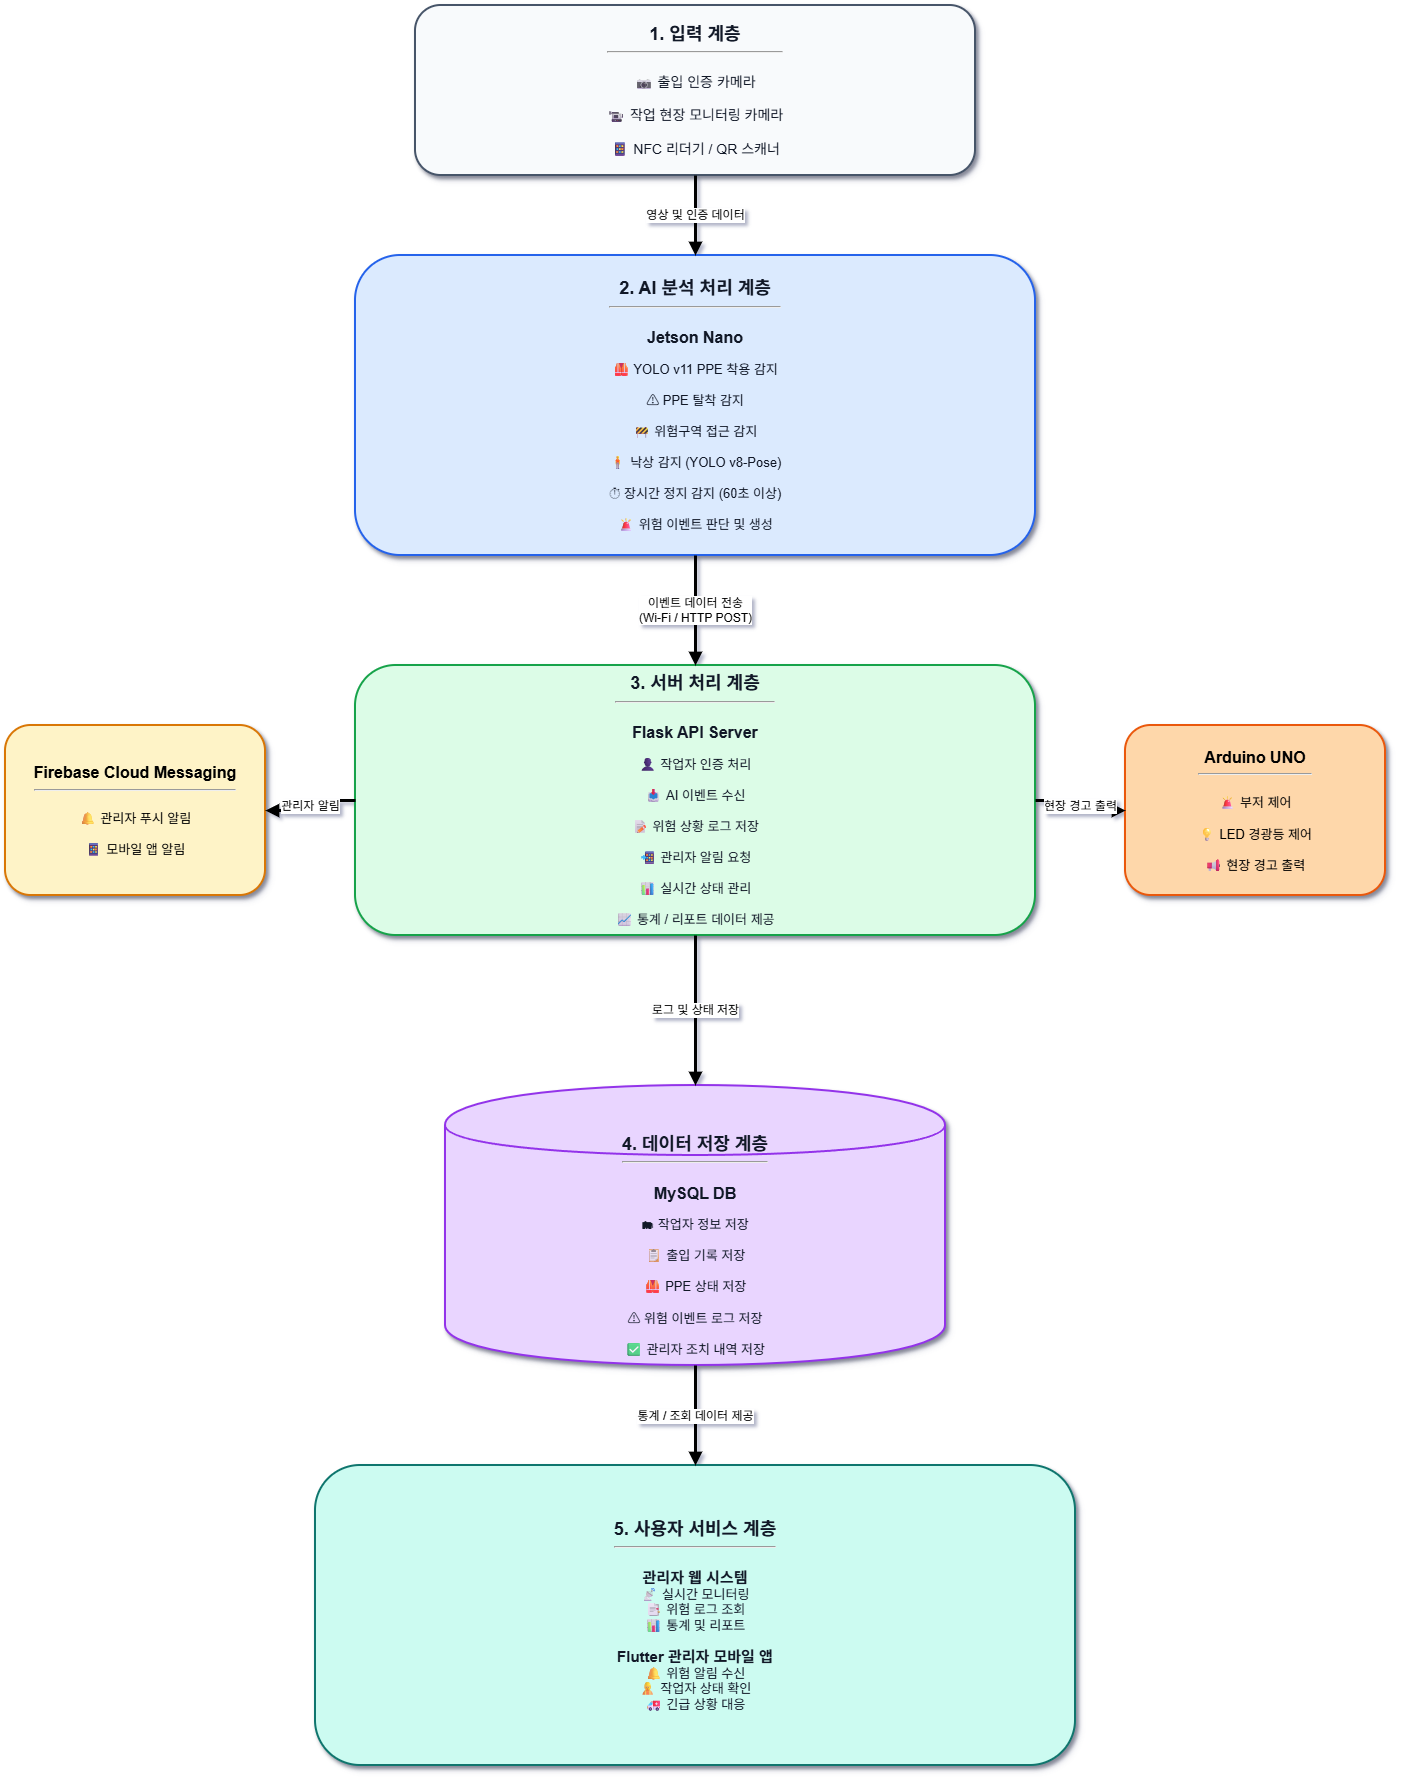 1. 입력 계층
📷 출입 인증 카메라
📹 작업 현장 모니터링 카메라
📱 NFC 리더기 / QR 스캐너
영상 및 인증 데이터
2. AI 분석 처리 계층
Jetson Nano
🦺 YOLO v11 PPE 착용 감지
⚠ PPE 탈착 감지
🚧 위험구역 접근 감지
🧍 낙상 감지 (YOLO v8-Pose)
⏱ 장시간 정지 감지 (60초 이상)
🚨 위험 이벤트 판단 및 생성
이벤트 데이터 전송
(Wi-Fi / HTTP POST)
3. 서버 처리 계층
Flask API Server
👤 작업자 인증 처리
📥 AI 이벤트 수신
📝 위험 상황 로그 저장
📲 관리자 알림 요청
📊 실시간 상태 관리
📈 통계 / 리포트 데이터 제공
관리자 알림
Firebase Cloud Messaging
🔔 관리자 푸시 알림
📱 모바일 앱 알림
현장 경고 출력
Arduino UNO
🚨 부저 제어
💡 LED 경광등 제어
📢 현장 경고 출력
로그 및 상태 저장
4. 데이터 저장 계층
MySQL DB
작업자 정보 저장
📋 출입 기록 저장
🦺 PPE 상태 저장
⚠ 위험 이벤트 로그 저장
✅ 관리자 조치 내역 저장
통계 / 조회 데이터 제공
5. 사용자 서비스 계층
관리자 웹 시스템
📡 실시간 모니터링
📑 위험 로그 조회
📊 통계 및 리포트
Flutter 관리자 모바일 앱
🔔 위험 알림 수신
👷 작업자 상태 확인
🚑 긴급 상황 대응